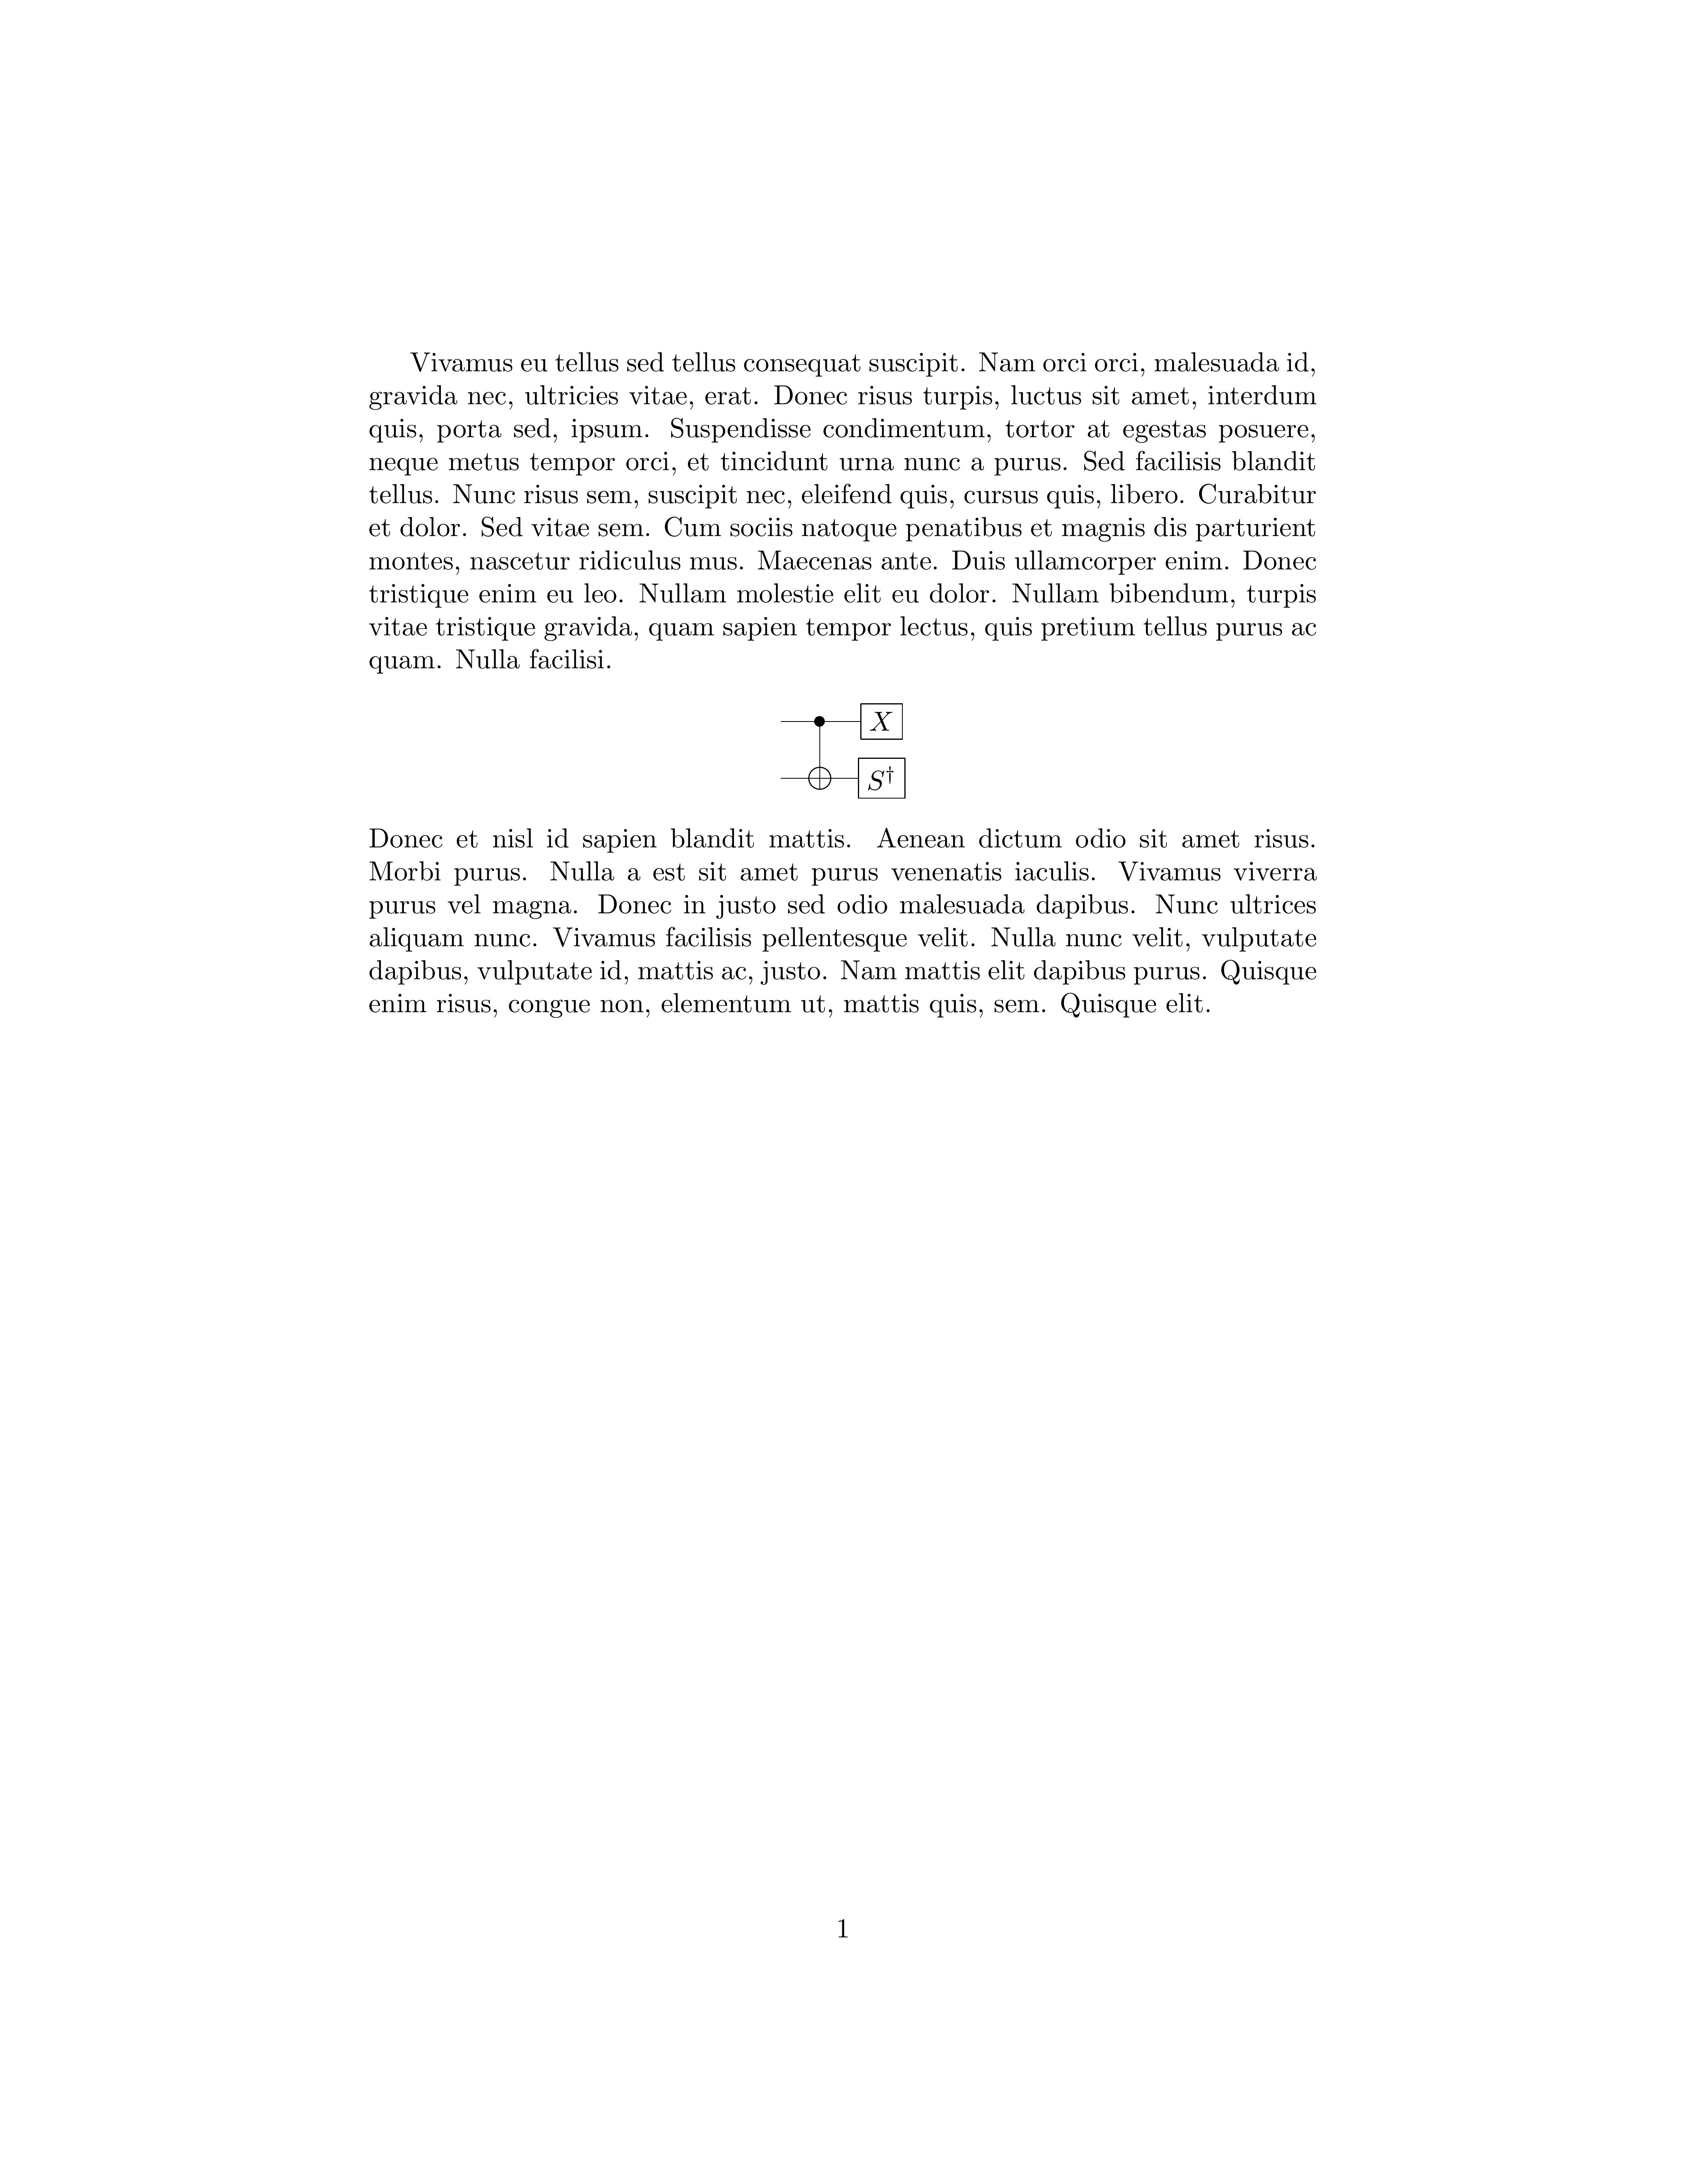 Vivamus eu tellus sed tellus consequat suscipit. Nam orci orci, malesuada id,
gravida nec, ultricies vitae, erat. Donec risus turpis, luctus sit amet, interdum
quis, porta sed, ipsum. Suspendisse condimentum, tortor at egestas posuere,
neque metus tempor orci, et tincidunt urna nunc a purus. Sed facilisis blandit
tellus. Nunc risus sem, suscipit nec, eleifend quis, cursus quis, libero. Curabitur
et dolor. Sed vitae sem. Cum sociis natoque penatibus et magnis dis parturient
montes, nascetur ridiculus mus. Maecenas ante. Duis ullamcorper enim. Donec
tristique enim eu leo. Nullam molestie elit eu dolor. Nullam bibendum, turpis
vitae tristique gravida, quam sapien tempor lectus, quis pretium tellus purus ac
quam. Nulla facilisi.
X
S†
Donec et nisl id sapien blandit mattis. Aenean dictum odio sit amet risus.
Morbi purus. Nulla a est sit amet purus venenatis iaculis. Vivamus viverra
purus vel magna. Donec in justo sed odio malesuada dapibus. Nunc ultrices
aliquam nunc. Vivamus facilisis pellentesque velit. Nulla nunc velit, vulputate
dapibus, vulputate id, mattis ac, justo. Nam mattis elit dapibus purus. Quisque
enim risus, congue non, elementum ut, mattis quis, sem. Quisque elit.
1